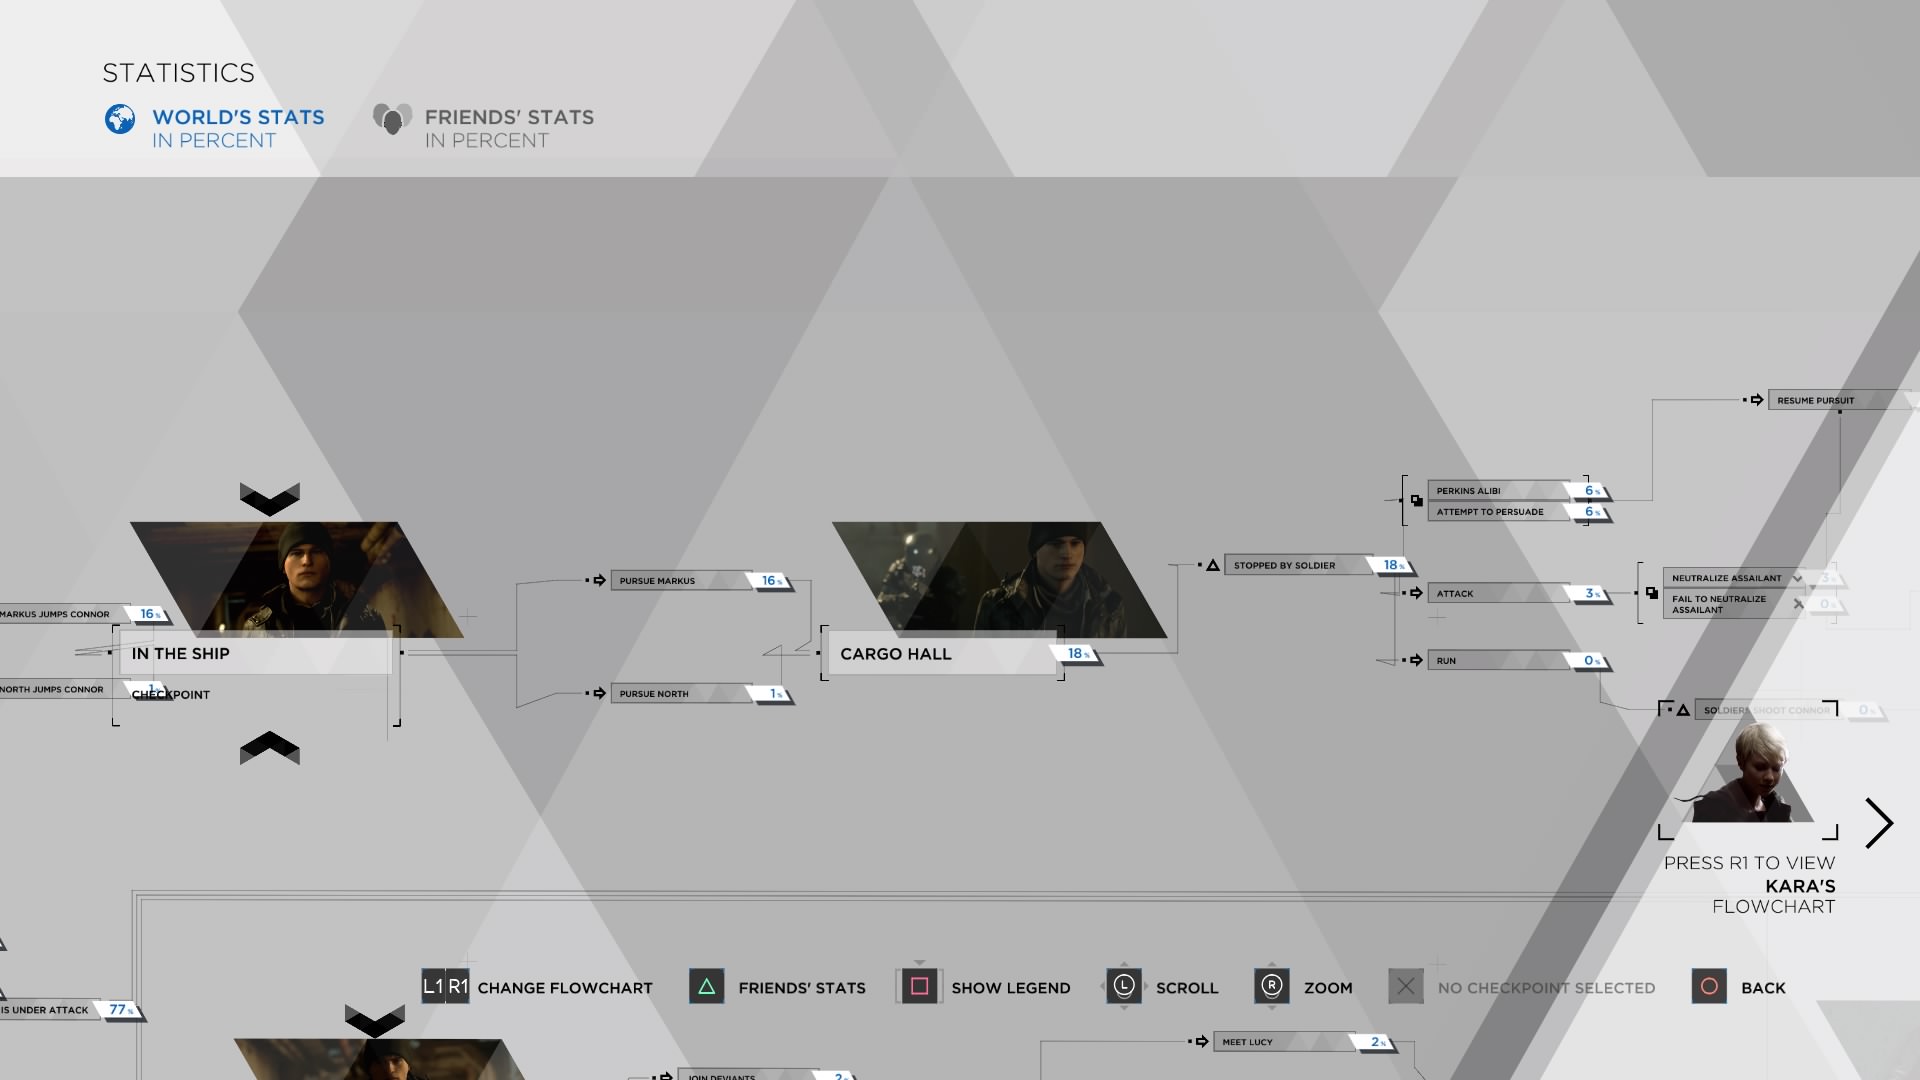 STATISTICS
WORLD'S STATS
IN PERCENT
FRIENDS' STATS
IN PERCENT
RESUME PURSUIT
PERKINS ALIBI 6%
ATTEMPT TO PERSUADE 6%
STOPPED BY SOLDIER 18%
PURSUE MARKUS 16%
NEUTRALIZE ASSAILANT 3%
ATTACK 3%
FAIL TO NEUTRALIZE
ASSAILANT 0%
MARKUS JUMPS CONNOR 16%
IN THE SHIP
CARGO HALL 18%
RUN 0%
NORTH JUMPS CONNOR 1%
CHECKPOINT
PURSUE NORTH 1%
SOLDIERS SHOOT CONNOR 0%
PRESS R1 TO VIEW
KARA'S
FLOWCHART
L1 R1 CHANGE FLOWCHART
FRIENDS' STATS
SHOW LEGEND
L SCROLL
R ZOOM
NO CHECKPOINT SELECTED
BACK
IS UNDER ATTACK 77%
MEET LUCY 2%
JOIN DEVIANTS 2%